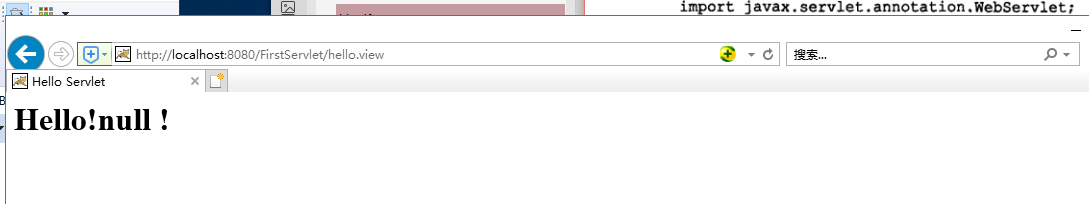 import javax.servlet.annotation.WebServlet;
http://localhost:8080/FirstServlet/hello.view
搜索...
Hello Servlet
B
Hello!null !